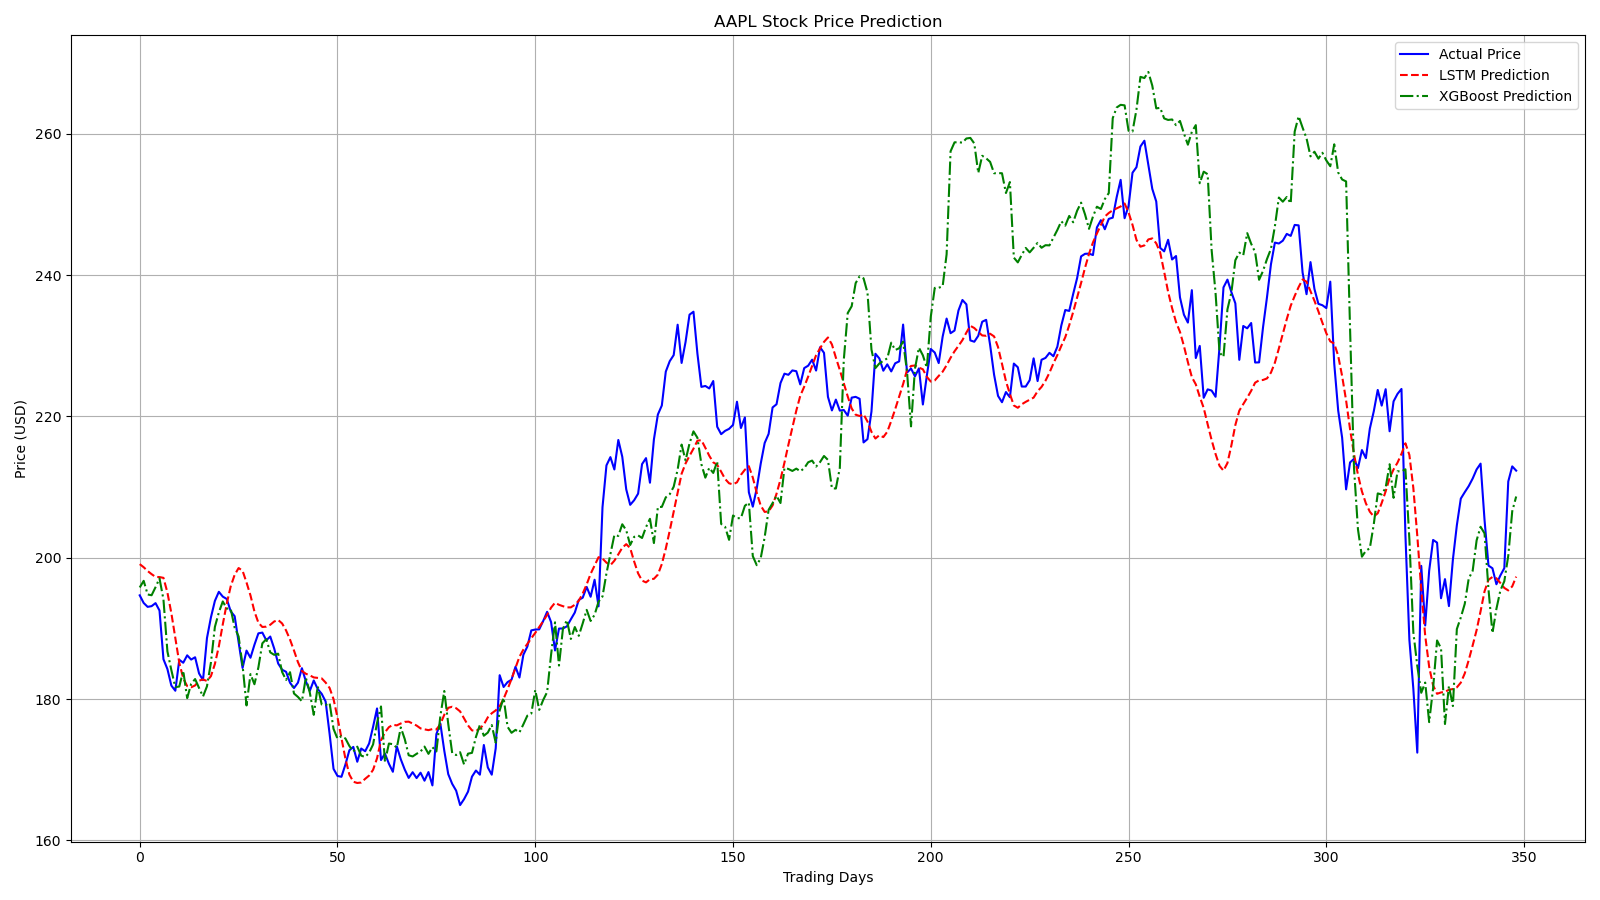 AAPL Stock Price Prediction
Actual Price
LSTM Prediction
XGBoost Prediction
Price (USD)
260
240
220
200
180
160
0 50 100 150 200 250 300 350
Trading Days